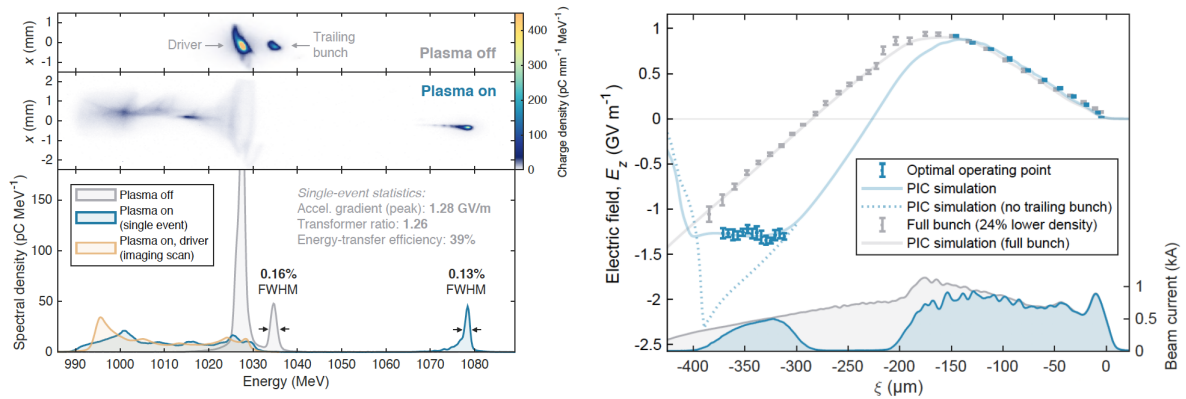 x (mm)
1
0
-1
Driver
Trailing
bunch
Plasma off
x (mm)
2
1
0
-1
-2
Plasma on
Charge density (pC mm⁻¹ MeV⁻¹)
400
300
200
100
0
Spectral density (pC MeV⁻¹)
150
100
50
0
Plasma off
Plasma on
(single event)
Plasma on, driver
(imaging scan)
Single-event statistics:
Accel. gradient (peak): 1.28 GV/m
Transformer ratio: 1.26
Energy-transfer efficiency: 39%
0.16%
FWHM
0.13%
FWHM
990 1000 1010 1020 1030 1040 1050 1060 1070 1080
Energy (MeV)
Electric field, E_z (GV m⁻¹)
1
0.5
0
-0.5
-1
-1.5
-2
-2.5
Optimal operating point
PIC simulation
PIC simulation (no trailing bunch)
Full bunch (24% lower density)
PIC simulation (full bunch)
1
0.5
0
Beam current (kA)
-400 -350 -300 -250 -200 -150 -100 -50 0
ξ (μm)